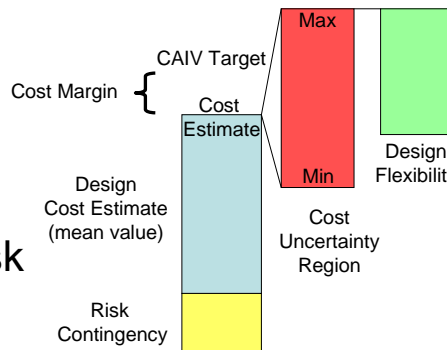 Max
CAIV Target
Cost Margin
{
Cost
Estimate
Design
Flexibilit
Min
Design
Cost Estimate
(mean value)
Cost
Uncertainty
Region
sk
Risk
Contingency